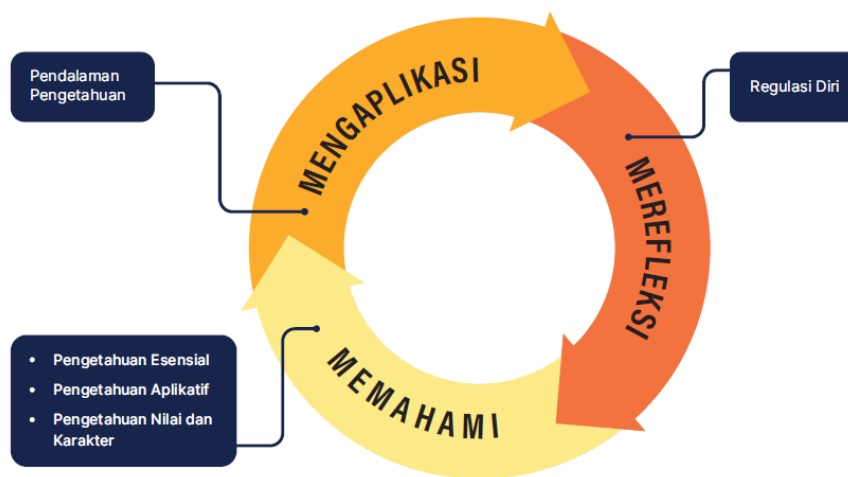 Pendalaman
Pengetahuan
MENGAPLIKASI
Regulasi Diri
MEREFLEKSI
• Pengetahuan Esensial
• Pengetahuan Aplikatif
• Pengetahuan Nilai dan
Karakter
MEMAHAMI